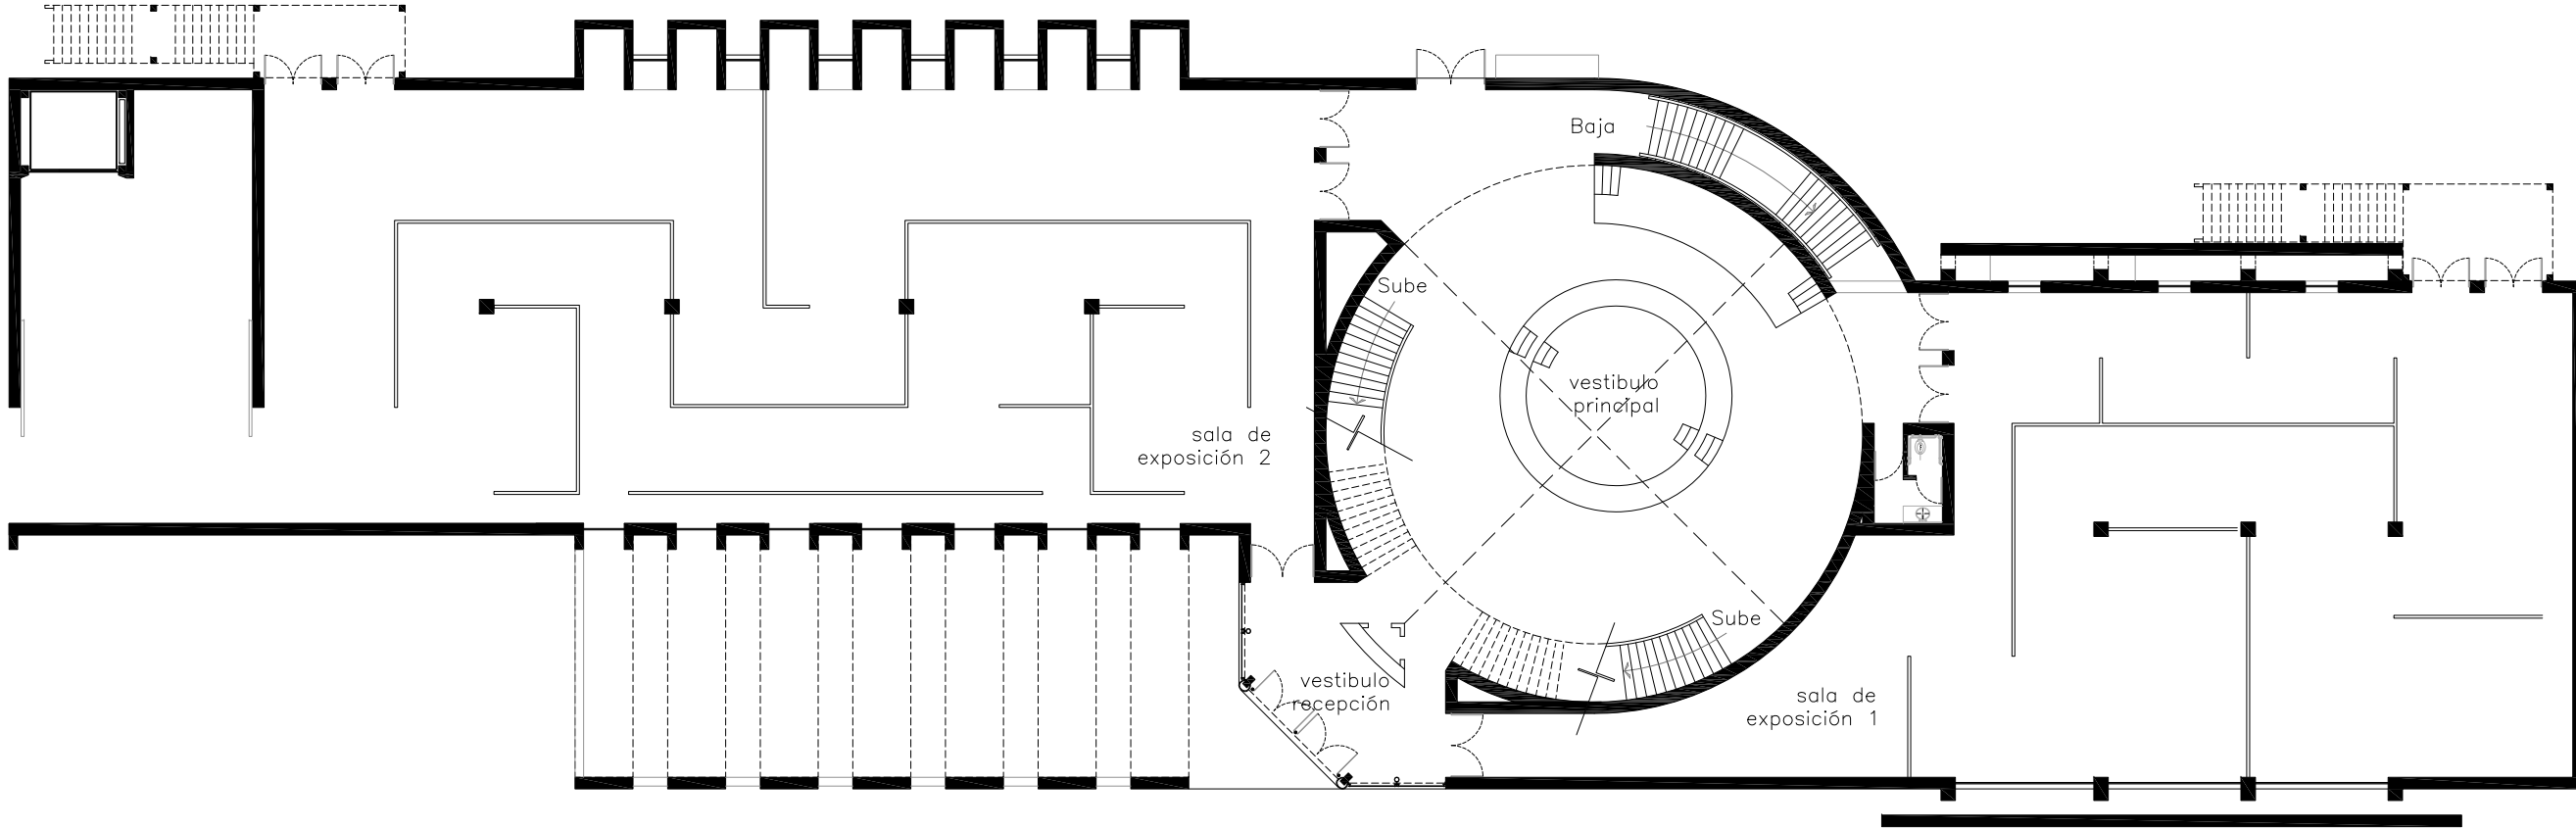 Baja
Sube
vestibulo
principal
sala de
exposición 2
Sube
vestibulo
recepción
sala de
exposición 1